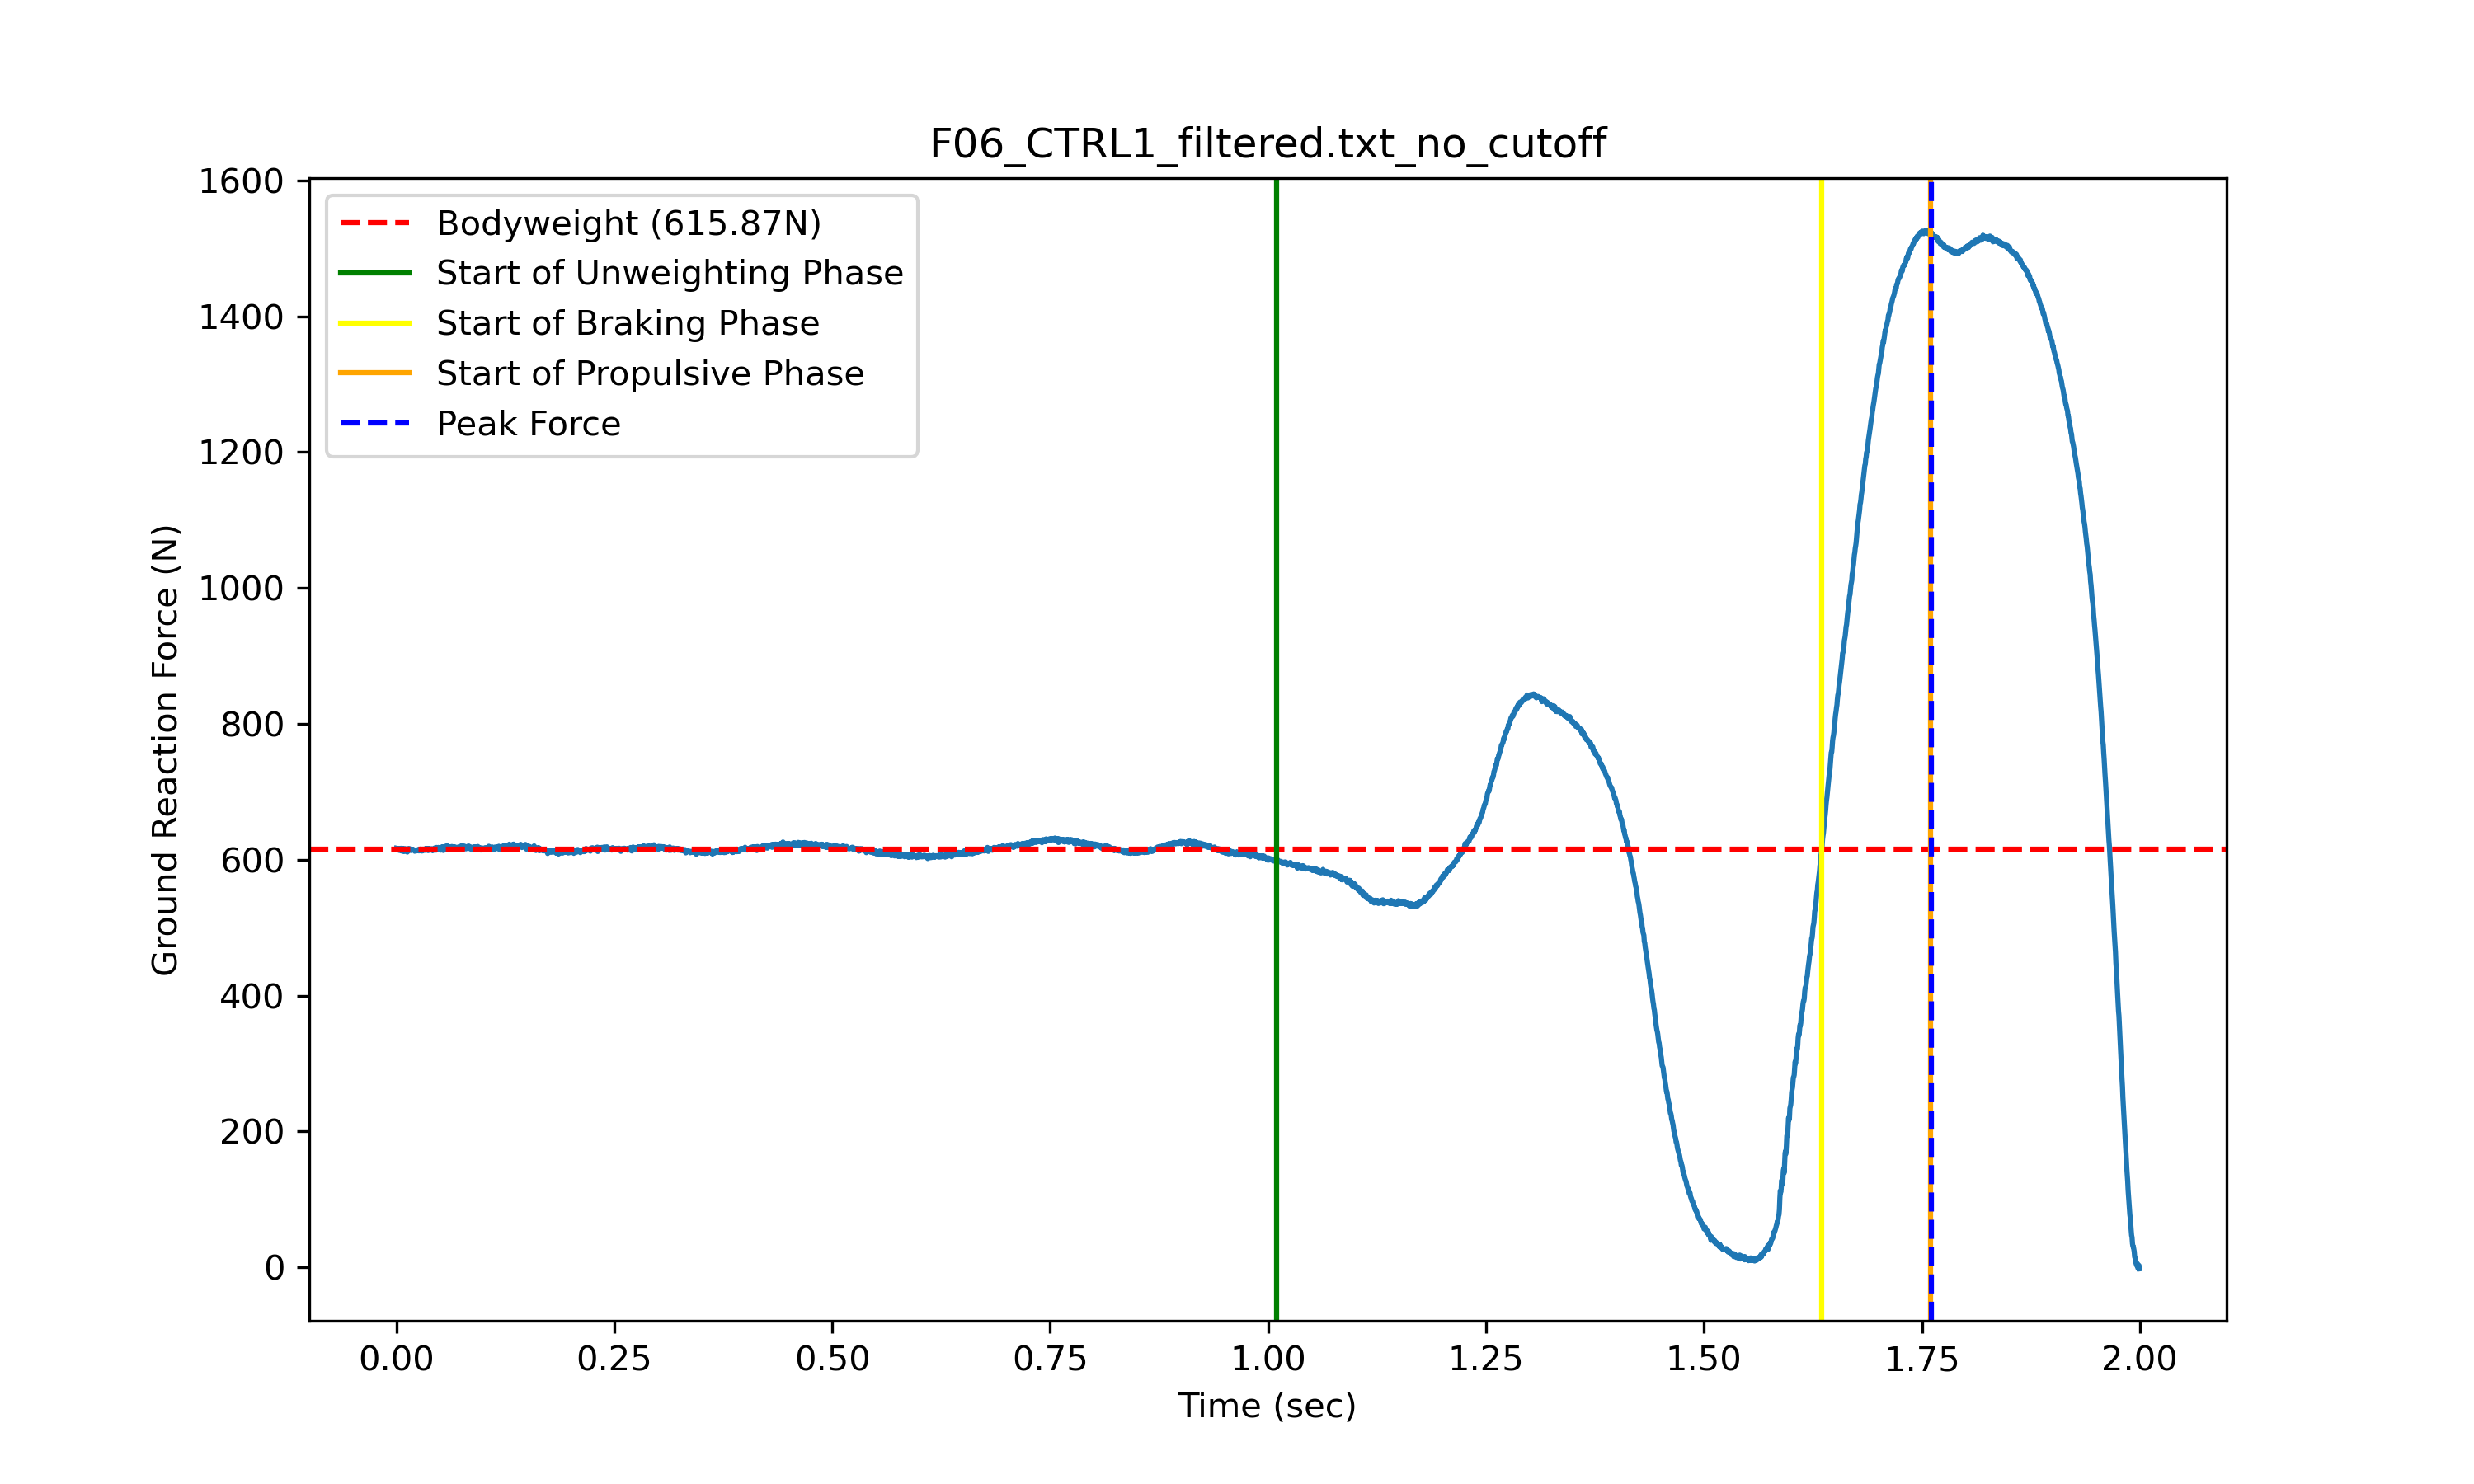 F06_CTRL1_filtered.txt_no_cutoff
1600
1400
1200
1000
800
600
400
200
0
Ground Reaction Force (N)
Bodyweight (615.87N)
Start of Unweighting Phase
Start of Braking Phase
Start of Propulsive Phase
Peak Force
0.00 0.25 0.50 0.75 1.00 1.25 1.50 1.75 2.00
Time (sec)